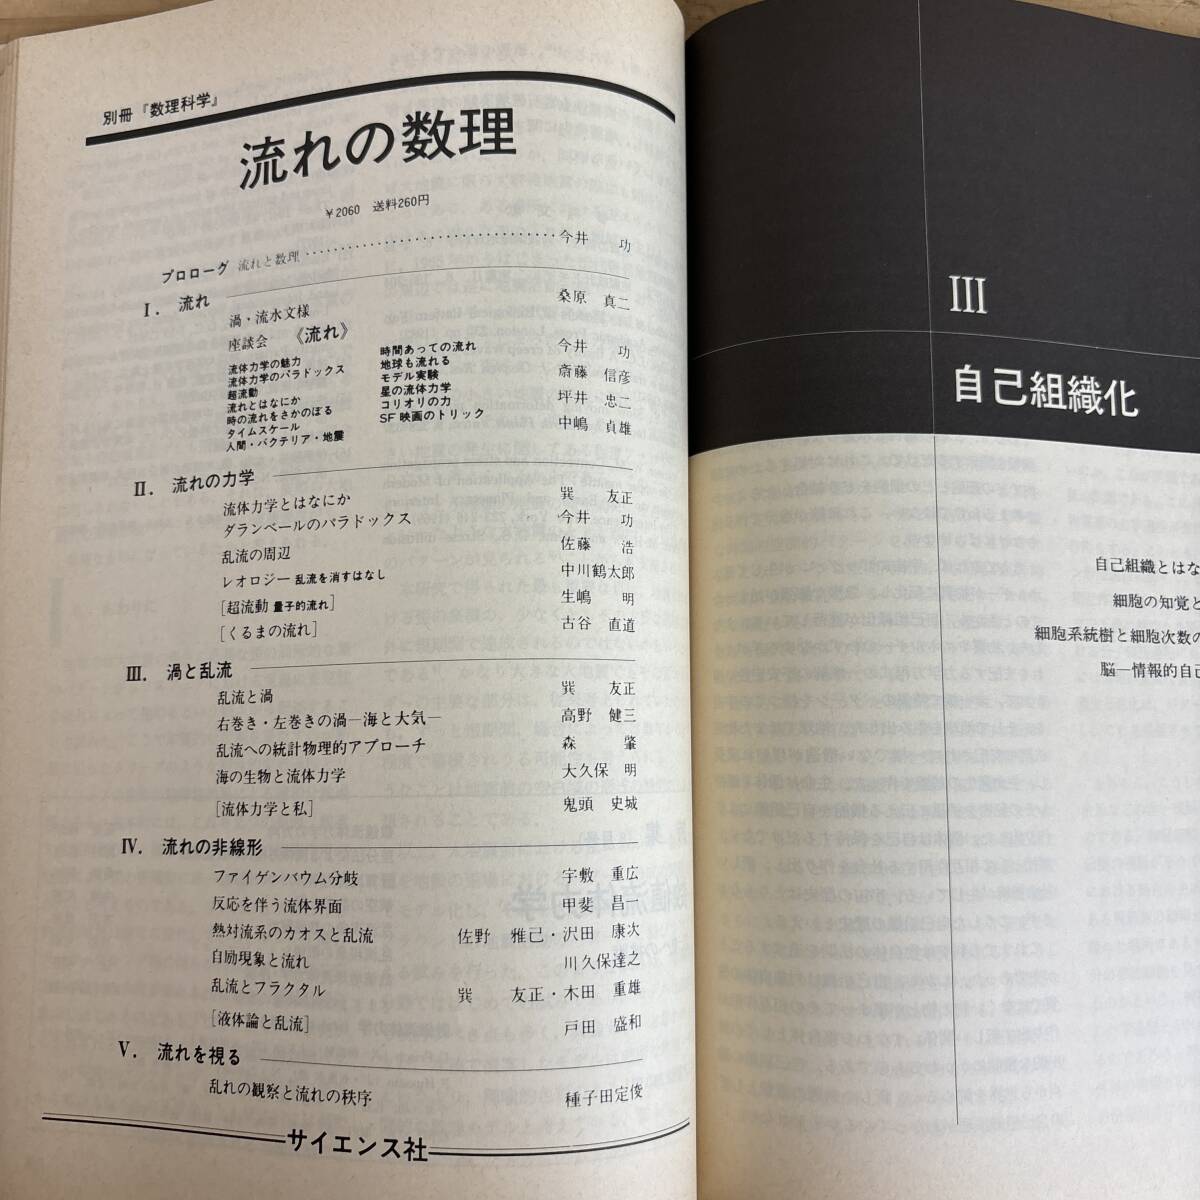 別冊『数理科学』
流れの数理
¥2060 送料260円
プロローグ 流れと数理 ‥‥‥‥‥‥‥‥‥‥‥ 今井 功
I. 流れ
渦・流水文様 桑原 真二
座談会 《流れ》
流体力学の魅力 時間あっての流れ 今井 功
流体力学のパラドックス 地球も流れる 斎藤 信彦
超流動 モデル実験 坪井 忠二
流れとはなにか 星の流体力学 中嶋 貞雄
時の流れをさかのぼる コリオリの力
タイムスケール SF映画のトリック
人間・バクテリア・地震
II. 流れの力学
流体力学とはなにか 巽 友正
ダランベールのパラドックス 今井 功
乱流の周辺 佐藤 浩
レオロジー 乱流を消すはなし 中川鶴太郎
[超流動 量子的流れ] 生嶋 明
[くるまの流れ] 古谷 直道
III. 渦と乱流
乱流と渦 巽 友正
右巻き・左巻きの渦―海と大気― 高野 健三
乱流への統計物理的アプローチ 森 肇
海の生物と流体力学 大久保 明
[流体力学と私] 鬼頭 史城
IV. 流れの非線形
ファイゲンバウム分岐 宇敷 重広
反応を伴う流体界面 甲斐 昌一
熱対流系のカオスと乱流 佐野 雅己・沢田 康次
自励現象と流れ 川久保達之
乱流とフラクタル 巽 友正・木田 重雄
[液体論と乱流] 戸田 盛和
V. 流れを視る
乱れの観察と流れの秩序 種子田定俊
サイエンス社
III
自己組織化
自己組織とはな
細胞の知覚と
細胞系統樹と細胞次数の
脳―情報的自己